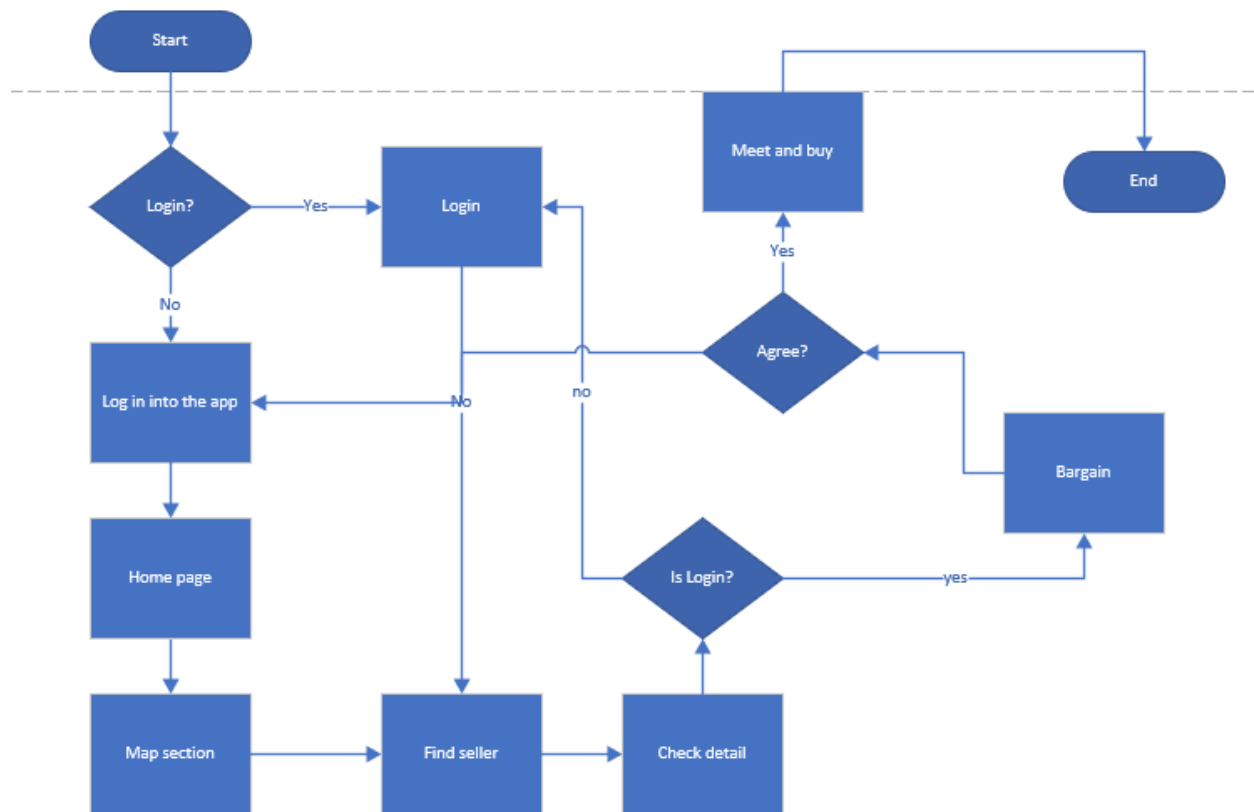 Start
Meet and buy
End
Login?
Yes
Login
Yes
No
Agree?
Log in into the app
No
no
Bargain
Home page
Is Login?
yes
Map section
Find seller
Check detail